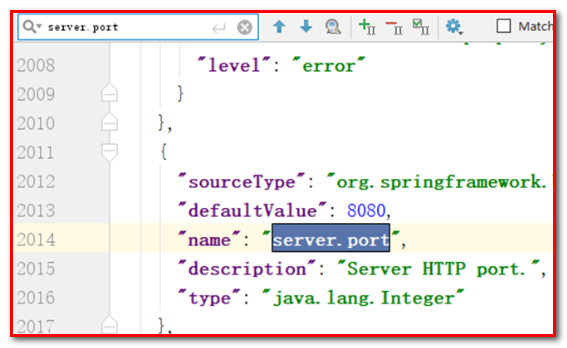 server.port
Match
2008 "level": "error"
2009 }
2010 },
2011 {
2012 "sourceType": "org.springframework.
2013 "defaultValue": 8080,
2014 "name": "server.port",
2015 "description": "Server HTTP port.",
2016 "type": "java.lang.Integer"
2017 },